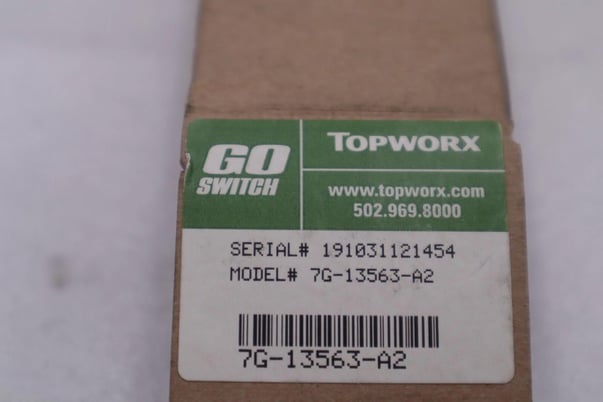 GO
SWITCH
TOPWORX
www.topworx.com
502.969.8000
SERIAL# 191031121454
MODEL# 7G-13563-A2
7G-13563-A2